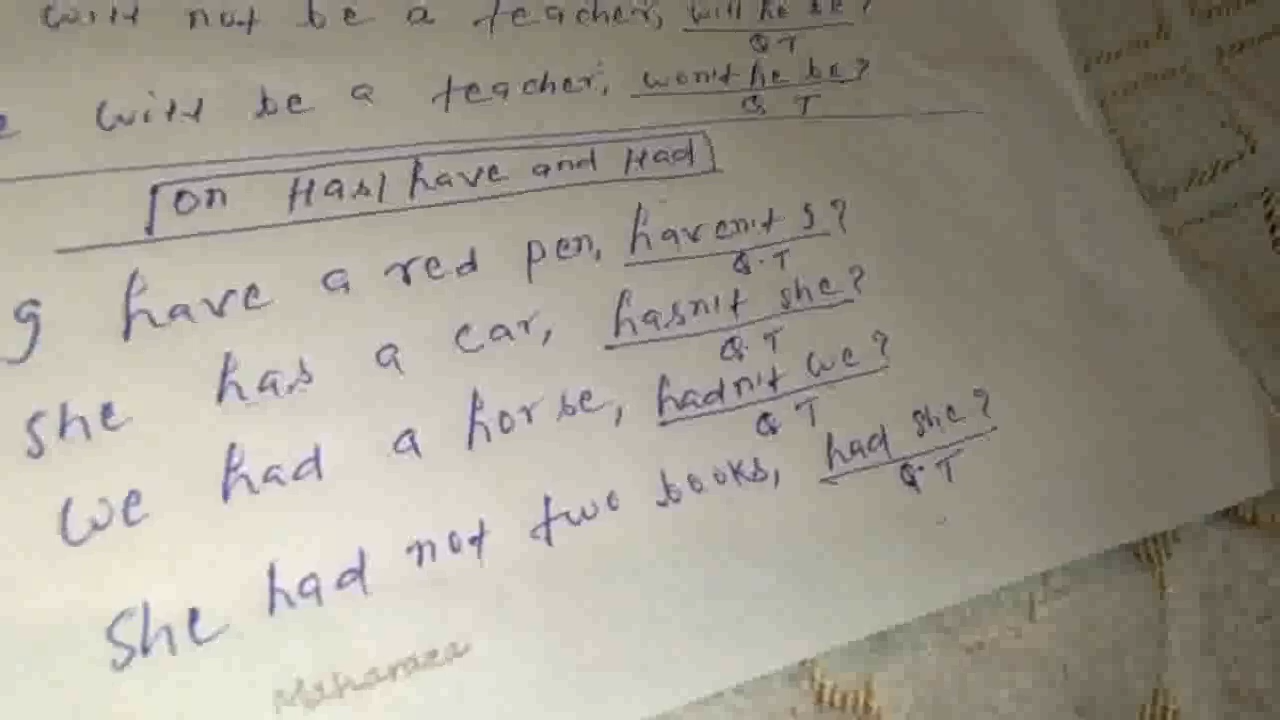 will not be a teacher, will he be?
Q T
will be a teacher, won't he be?
Q T
on Has/have and Had
I have a red pen, haven't I?
Q.T
She has a car, hasn't she?
Q.T
We had a horse, hadn't we?
Q T
She had not two books, had she?
Q.T
Maharaza